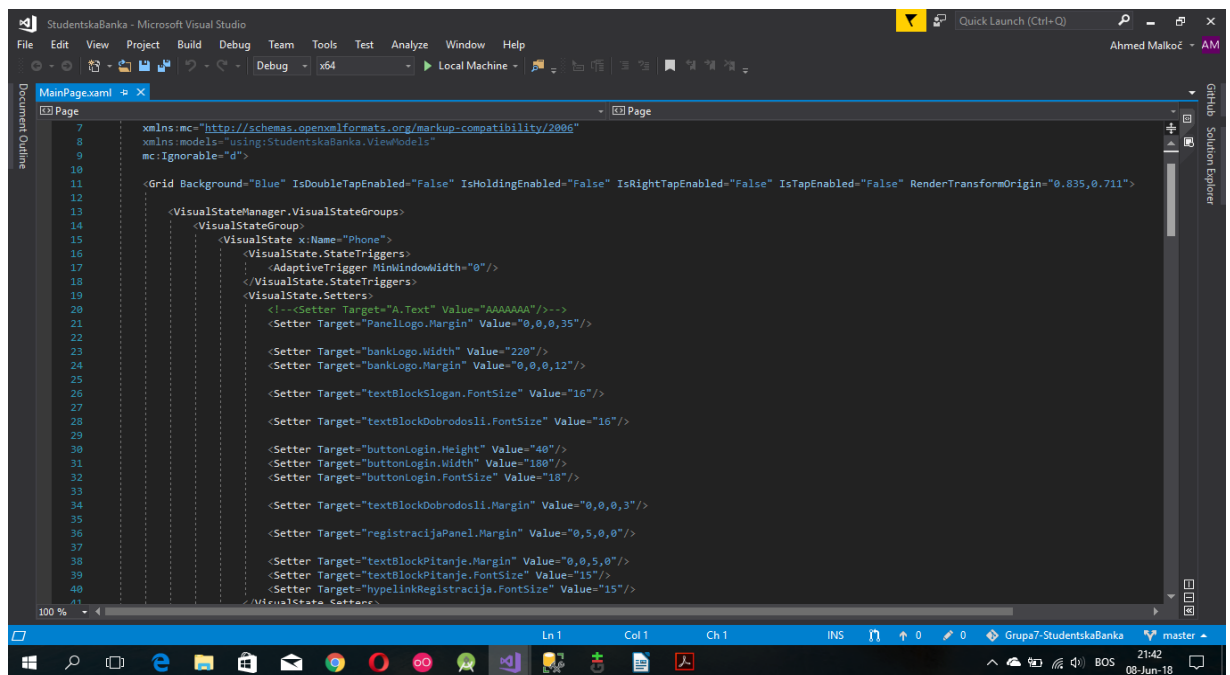 StudentskaBanka - Microsoft Visual Studio
Quick Launch (Ctrl+Q)
File Edit View Project Build Debug Team Tools Test Analyze Window Help
Ahmed Malkoč AM
Debug x64 Local Machine
Document Outline
MainPage.xaml
GitHub
Solution Explorer
Page Page
7 xmlns:mc="http://schemas.openxmlformats.org/markup-compatibility/2006"
8 xmlns:models="using:StudentskaBanka.ViewModels"
9 mc:Ignorable="d">
10
11 <Grid Background="Blue" IsDoubleTapEnabled="False" IsHoldingEnabled="False" IsRightTapEnabled="False" IsTapEnabled="False" RenderTransformOrigin="0.835,0.711">
12
13 <VisualStateManager.VisualStateGroups>
14 <VisualStateGroup>
15 <VisualState x:Name="Phone">
16 <VisualState.StateTriggers>
17 <AdaptiveTrigger MinWindowWidth="0"/>
18 </VisualState.StateTriggers>
19 <VisualState.Setters>
20 <!--<Setter Target="A.Text" Value="AAAAAAA"/>-->
21 <Setter Target="PanelLogo.Margin" Value="0,0,0,35"/>
22
23 <Setter Target="bankLogo.Width" Value="220"/>
24 <Setter Target="bankLogo.Margin" Value="0,0,0,12"/>
25
26 <Setter Target="textBlockSlogan.FontSize" Value="16"/>
27
28 <Setter Target="textBlockDobrodosli.FontSize" Value="16"/>
29
30 <Setter Target="buttonLogin.Height" Value="40"/>
31 <Setter Target="buttonLogin.Width" Value="180"/>
32 <Setter Target="buttonLogin.FontSize" Value="18"/>
33
34 <Setter Target="textBlockDobrodosli.Margin" Value="0,0,0,3"/>
35
36 <Setter Target="registracijaPanel.Margin" Value="0,5,0,0"/>
37
38 <Setter Target="textBlockPitanje.Margin" Value="0,0,5,0"/>
39 <Setter Target="textBlockPitanje.FontSize" Value="15"/>
40 <Setter Target="hypelinkRegistracija.FontSize" Value="15"/>
41 </VisualState.Setters>
100 %
Ln 1 Col 1 Ch 1 INS 0 0 Grupa7-StudentskaBanka master
BOS 21:42
08-Jun-18